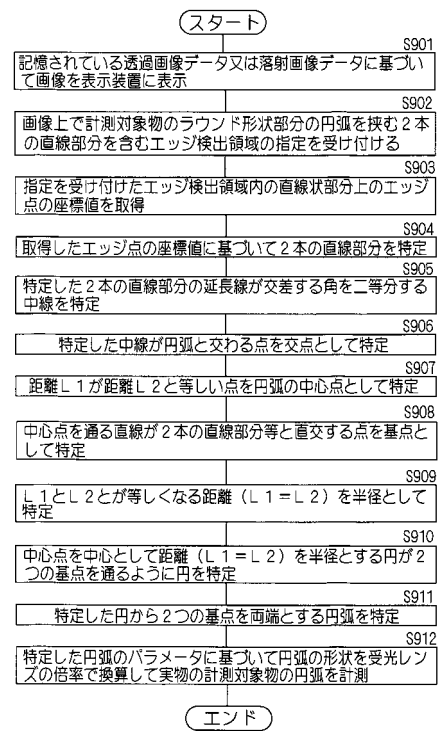 スタート
S901
記憶されている透過画像データ又は落射画像データに基づい
て画像を表示装置に表示
S902
画像上で計測対象物のラウンド形状部分の円弧を挟む2本
の直線部分を含むエッジ検出領域の指定を受け付ける
S903
指定を受け付けたエッジ検出領域内の直線状部分上のエッジ
点の座標値を取得
S904
取得したエッジ点の座標値に基づいて2本の直線部分を特定
S905
特定した2本の直線部分の延長線が交差する角を二等分する
中線を特定
S906
特定した中線が円弧と交わる点を交点として特定
S907
距離L1が距離L2と等しい点を円弧の中心点として特定
S908
中心点を通る直線が2本の直線部分等と直交する点を基点と
して特定
S909
L1とL2とが等しくなる距離(L1=L2)を半径として
特定
S910
中心点を中心として距離(L1=L2)を半径とする円が2
つの基点を通るように円を特定
S911
特定した円から2つの基点を両端とする円弧を特定
S912
特定した円弧のパラメータに基づいて円弧の形状を受光レン
ズの倍率で換算して実物の計測対象物の円弧を計測
エンド